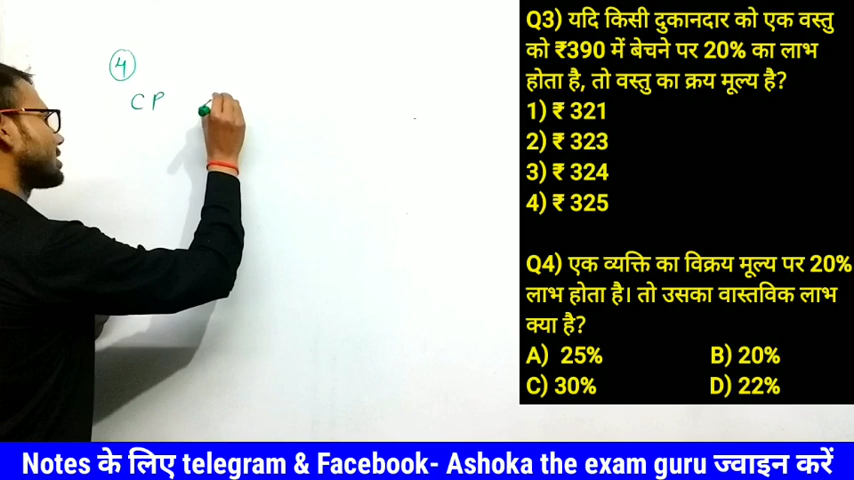 4
CP
Q3) यदि किसी दुकानदार को एक वस्तु
को ₹390 में बेचने पर 20% का लाभ
होता है, तो वस्तु का क्रय मूल्य है?
1) ₹ 321
2) ₹ 323
3) ₹ 324
4) ₹ 325
Q4) एक व्यक्ति का विक्रय मूल्य पर 20%
लाभ होता है। तो उसका वास्तविक लाभ
क्या है?
A) 25% B) 20%
C) 30% D) 22%
Notes के लिए telegram & Facebook- Ashoka the exam guru ज्वाइन करें